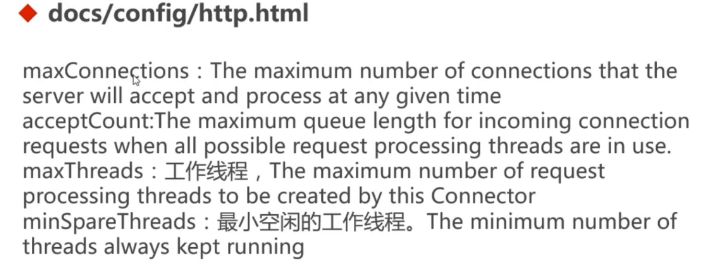 ◆ docs/config/http.html
maxConnections：The maximum number of connections that the
server will accept and process at any given time
acceptCount:The maximum queue length for incoming connection
requests when all possible request processing threads are in use.
maxThreads：工作线程，The maximum number of request
processing threads to be created by this Connector
minSpareThreads：最小空闲的工作线程。The minimum number of
threads always kept running